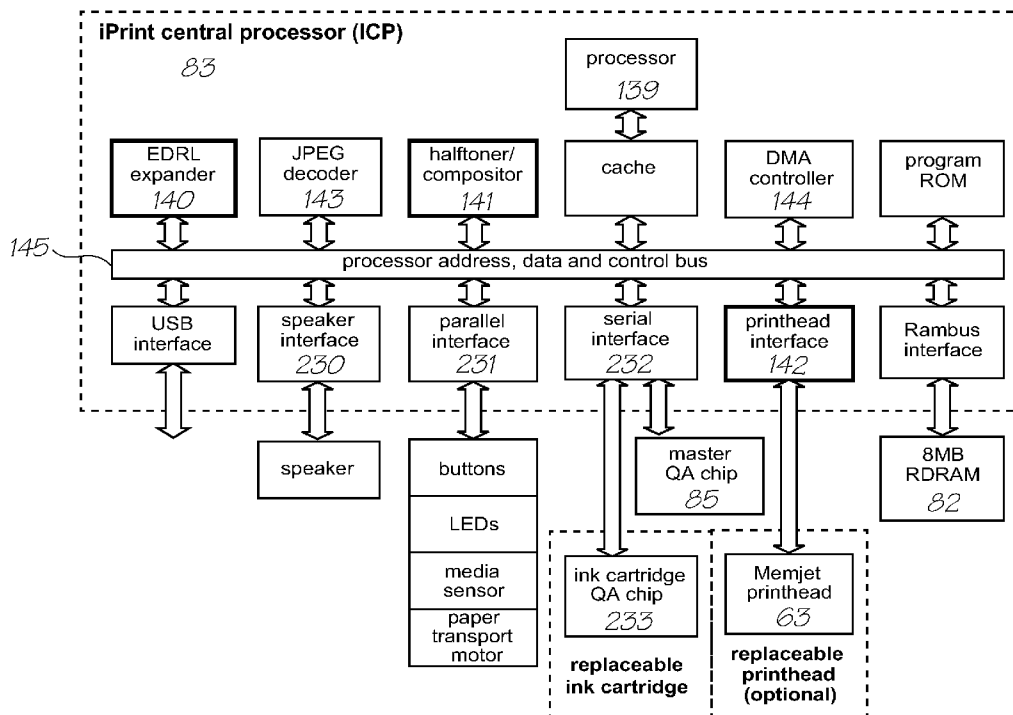 iPrint central processor (ICP)
83
processor
139
EDRL
expander
140
JPEG
decoder
143
halftoner/
compositor
141
cache
DMA
controller
144
program
ROM
145
processor address, data and control bus
USB
interface
speaker
interface
230
parallel
interface
231
serial
interface
232
printhead
interface
142
Rambus
interface
speaker
buttons
LEDs
media
sensor
paper
transport
motor
master
QA chip
85
8MB
RDRAM
82
ink cartridge
QA chip
233
Memjet
printhead
63
replaceable
ink cartridge
replaceable
printhead
(optional)